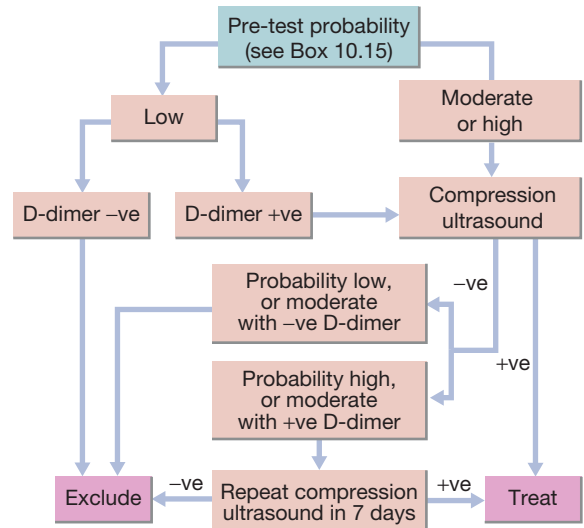 Pre-test probability
(see Box 10.15)
Low
Moderate
or high
D-dimer –ve
D-dimer +ve
Compression
ultrasound
–ve
Probability low,
or moderate
with –ve D-dimer
+ve
Probability high,
or moderate
with +ve D-dimer
Exclude
–ve
Repeat compression
ultrasound in 7 days
+ve
Treat